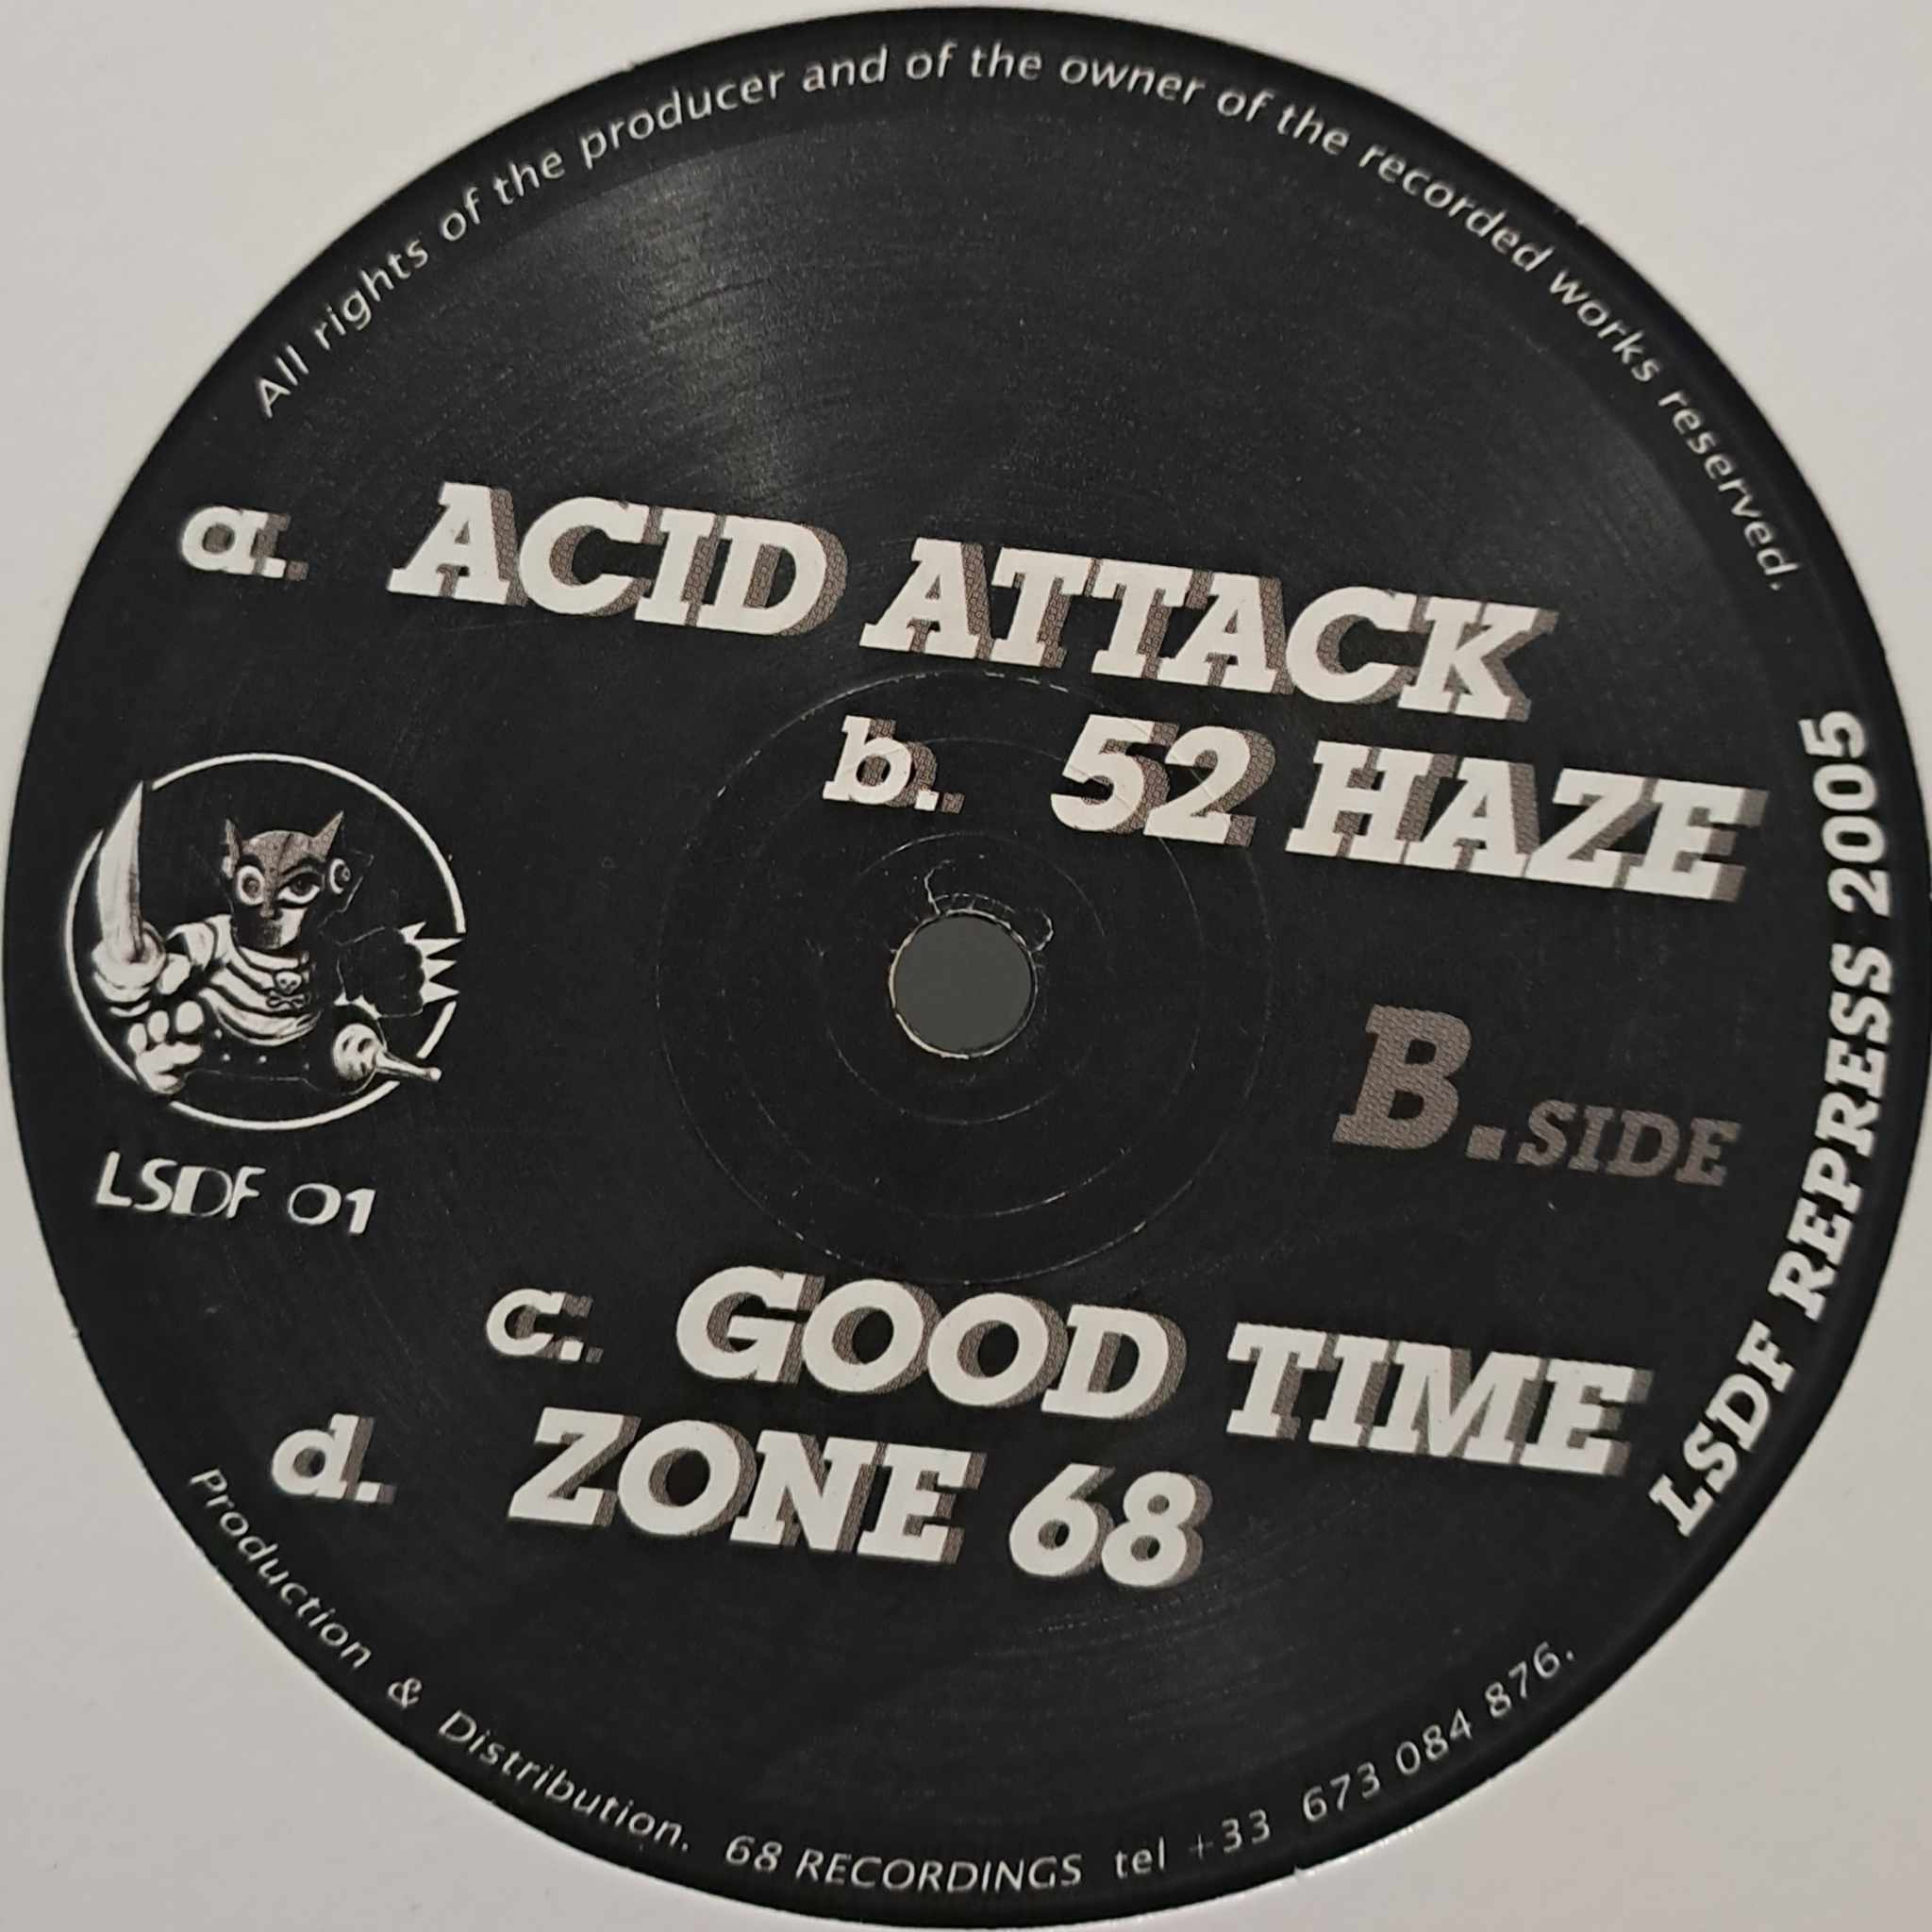 All rights of the producer and of the owner of the recorded works reserved.
a. ACID ATTACK
b. 52 HAZE
B.SIDE
LSDF 01
c. GOOD TIME
d. ZONE 68
LSDF REPRESS 2005
Production & Distribution. 68 RECORDINGS tel +33 673 084 876.